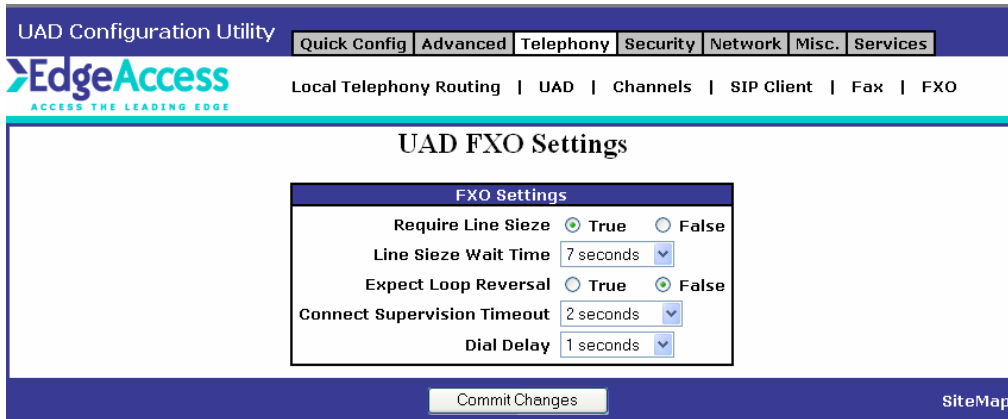 UAD Configuration Utility
Quick Config Advanced Telephony Security Network Misc. Services
EdgeAccess
ACCESS THE LEADING EDGE
Local Telephony Routing | UAD | Channels | SIP Client | Fax | FXO
UAD FXO Settings
FXO Settings
Require Line Sieze True False
Line Sieze Wait Time 7 seconds
Expect Loop Reversal True False
Connect Supervision Timeout 2 seconds
Dial Delay 1 seconds
Commit Changes
SiteMap